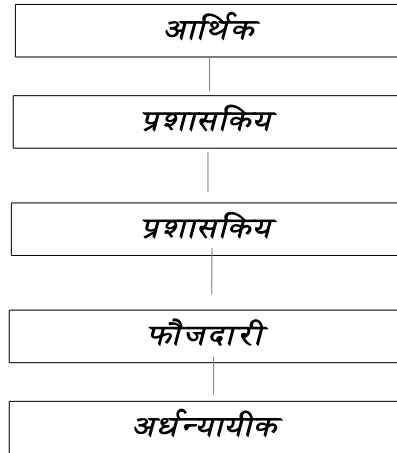 आर्थिक
प्रशासकिय
प्रशासकिय
फौजदारी
अर्धन्यायीक